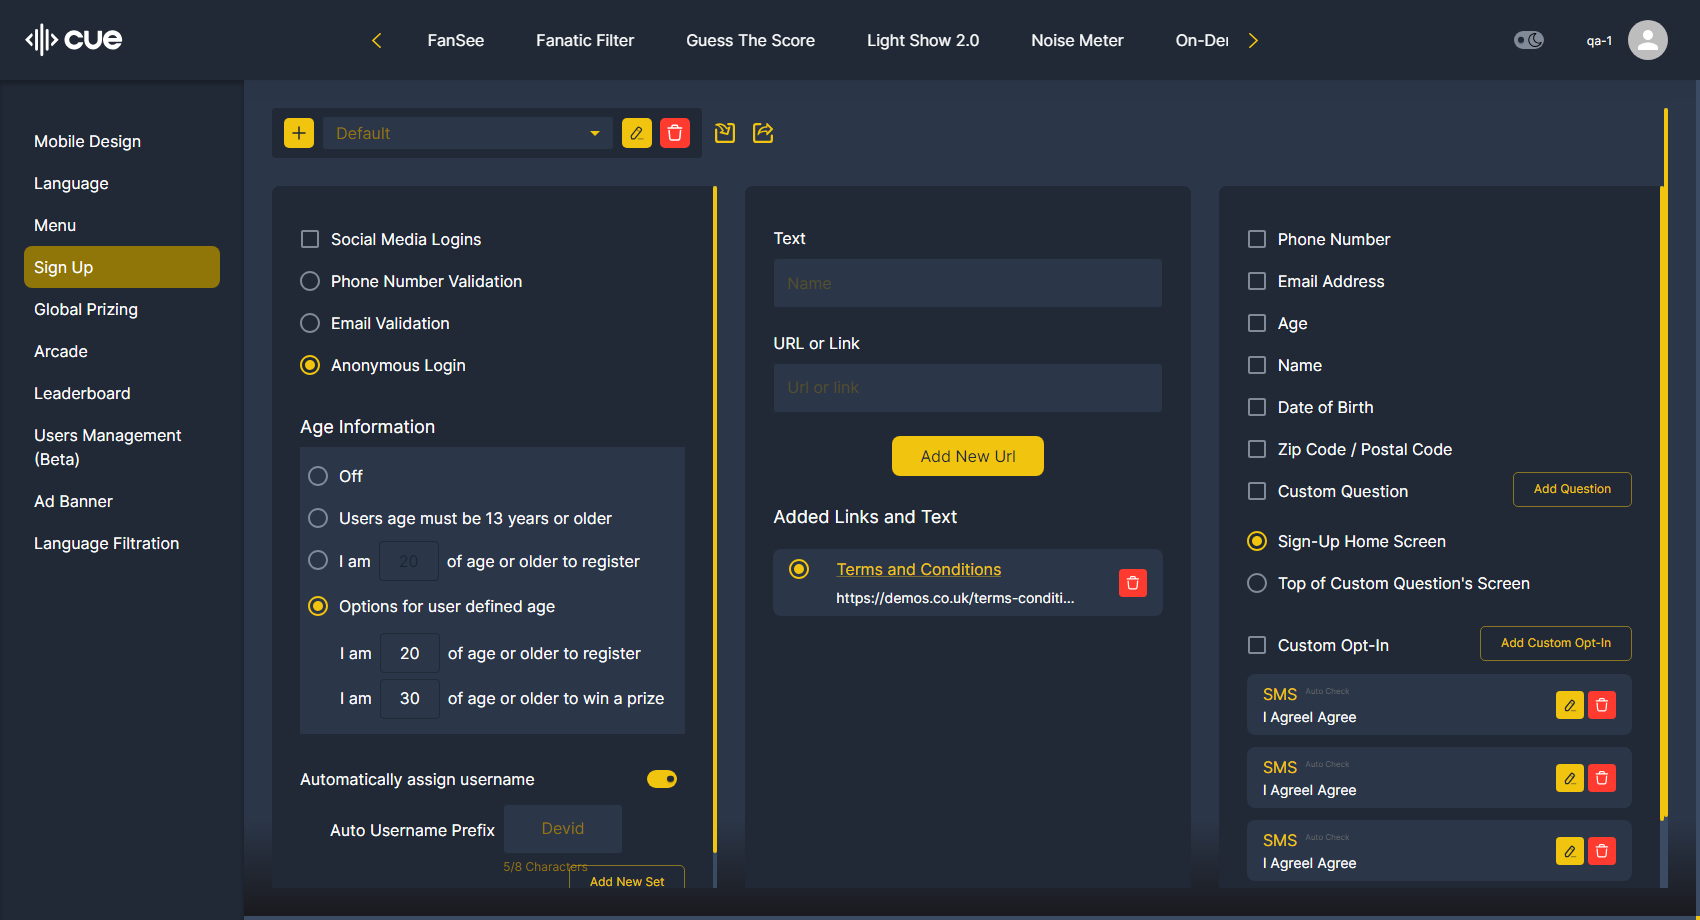 cue
FanSee
Fanatic Filter
Guess The Score
Light Show 2.0
Noise Meter
On-De
qa-1
Mobile Design
Language
Menu
Sign Up
Global Prizing
Arcade
Leaderboard
Users Management
(Beta)
Ad Banner
Language Filtration
Default
Social Media Logins
Phone Number Validation
Email Validation
Anonymous Login
Age Information
Off
Users age must be 13 years or older
I am 20 of age or older to register
Options for user defined age
I am 20 of age or older to register
I am 30 of age or older to win a prize
Automatically assign username
Auto Username Prefix Devid
5/8 Characters
Add New Set
Text
Name
URL or Link
Url or link
Add New Url
Added Links and Text
Terms and Conditions
https://demos.co.uk/terms-conditi...
Phone Number
Email Address
Age
Name
Date of Birth
Zip Code / Postal Code
Custom Question Add Question
Sign-Up Home Screen
Top of Custom Question's Screen
Custom Opt-In Add Custom Opt-In
SMS Auto Check
I AgreeI Agree
SMS Auto Check
I AgreeI Agree
SMS Auto Check
I AgreeI Agree